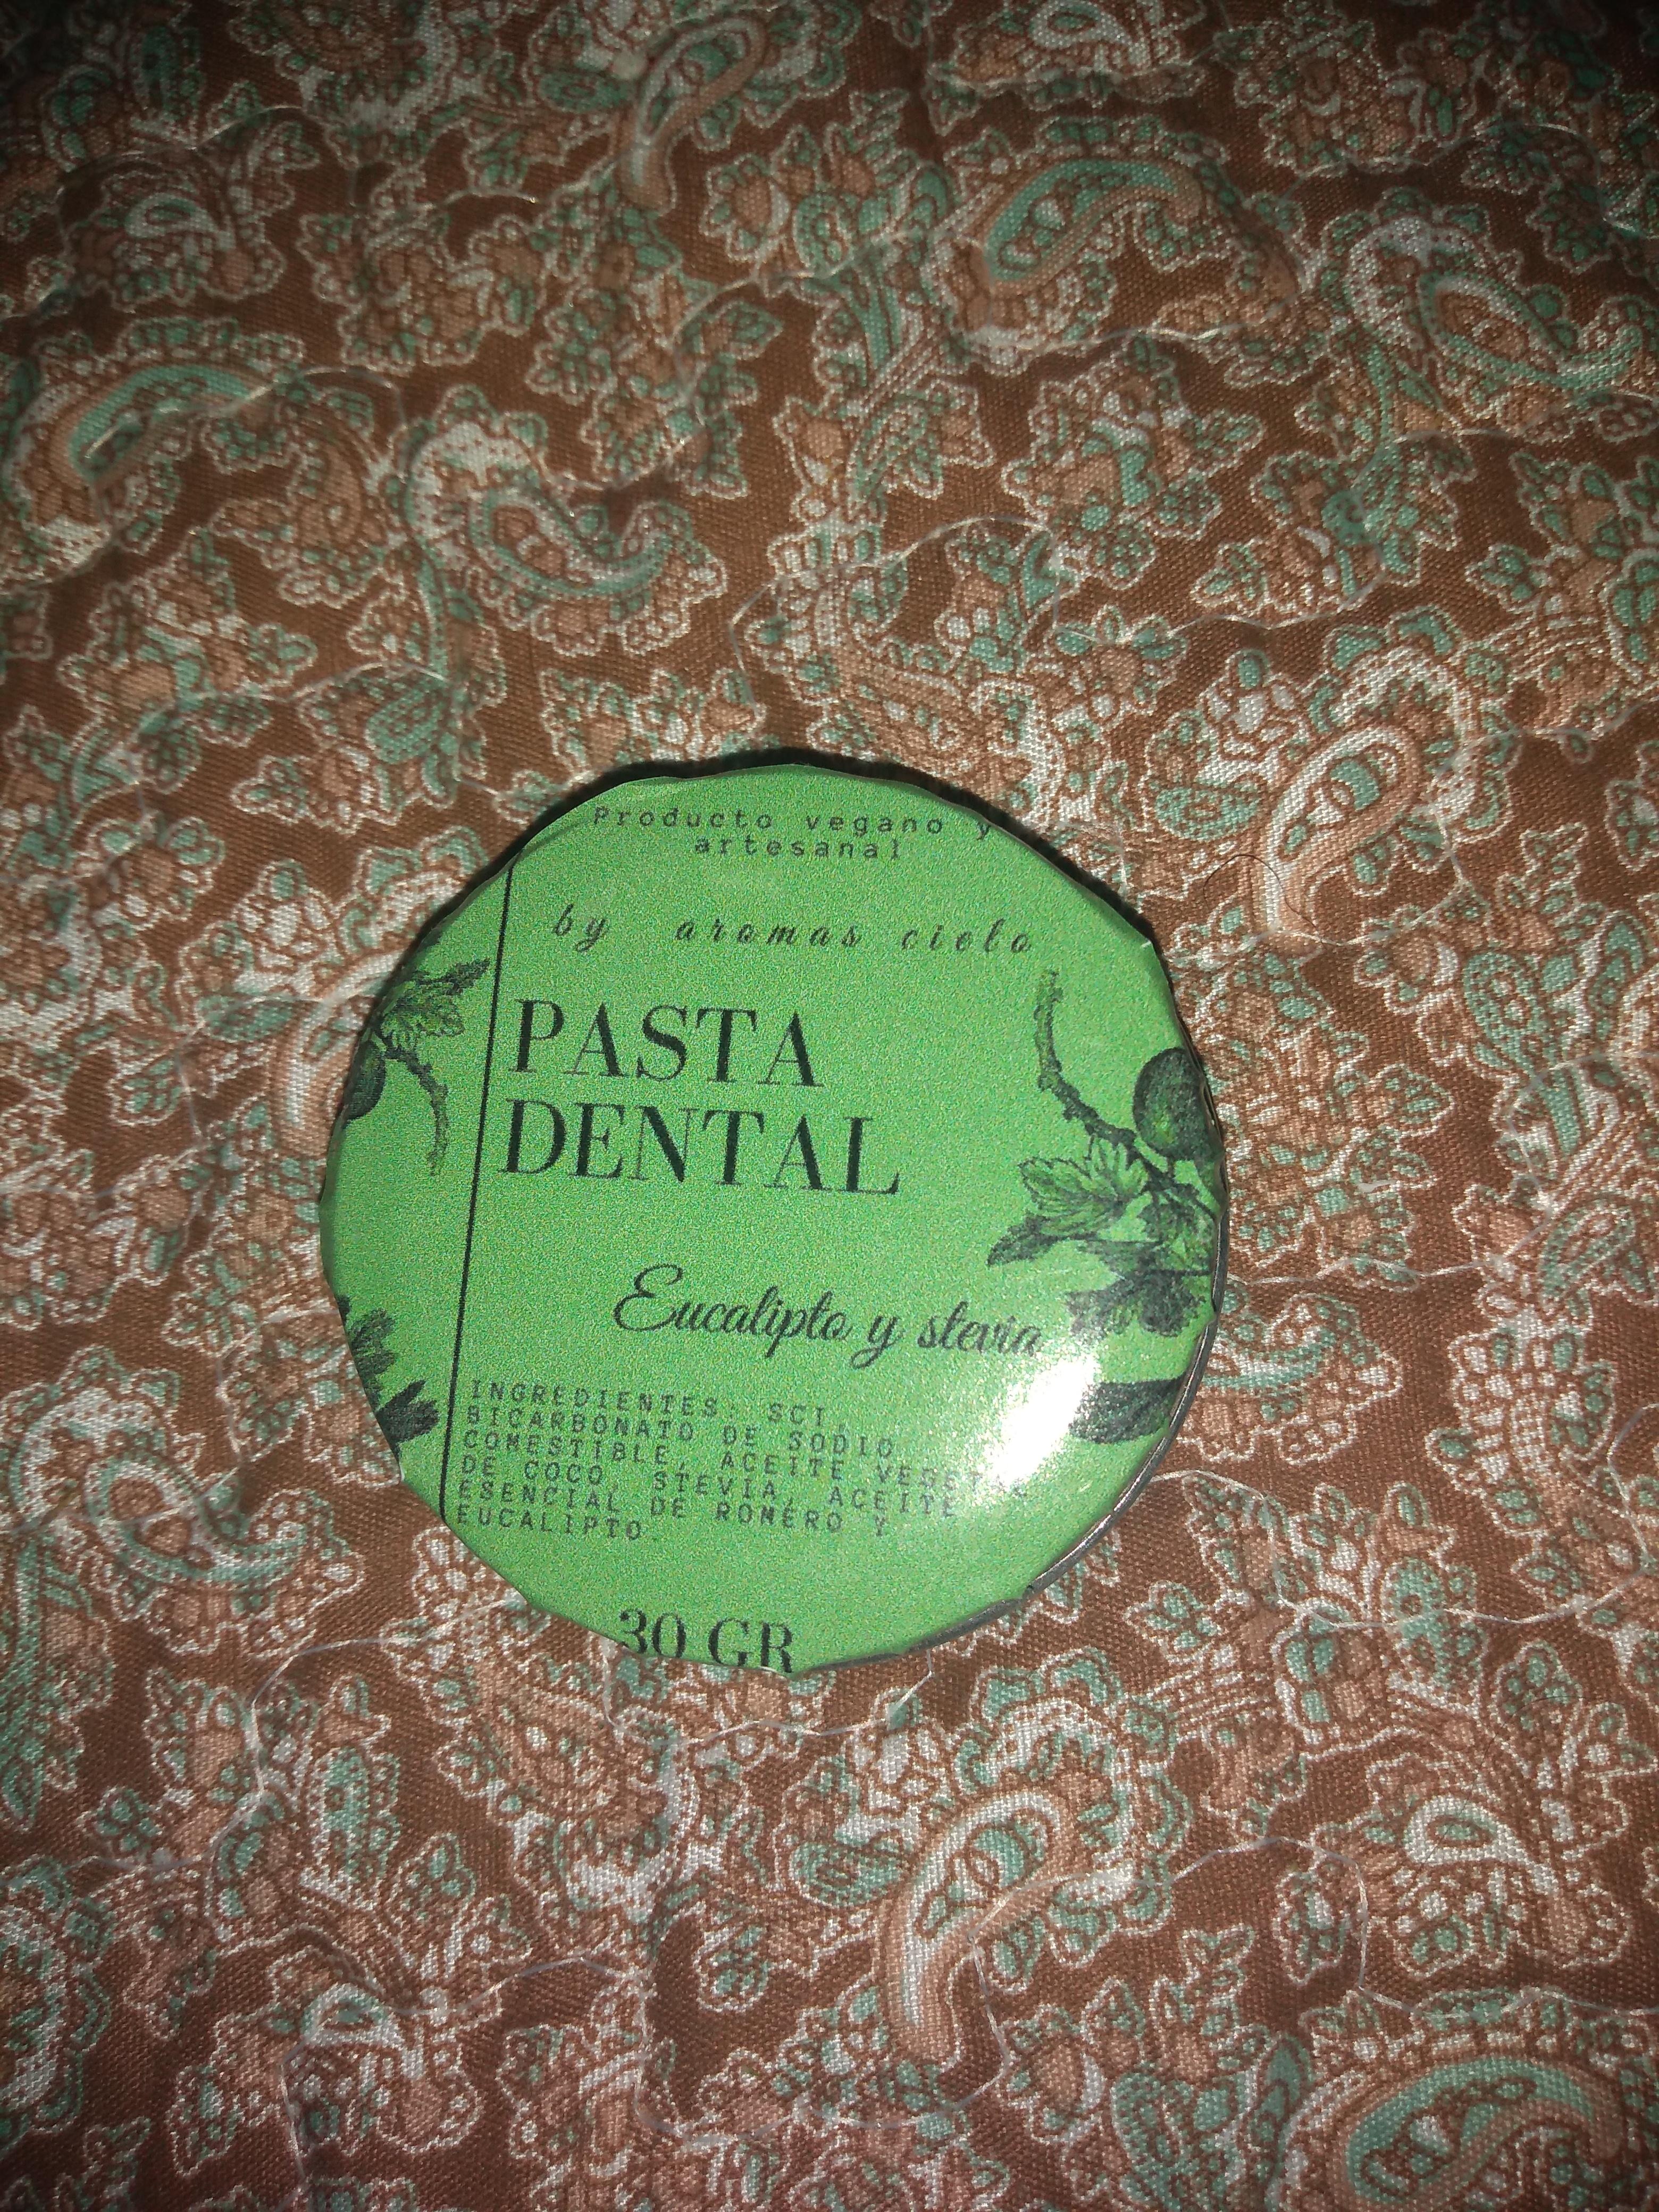 Producto vegano y
artesanal
by aromas cielo
PASTA
DENTAL
Eucalipto y stevia
INGREDIENTES: SCI,
BICARBONATO DE SODIO
COMESTIBLE, ACEITE VEGETAL
DE COCO, STEVIA, ACEITE
ESENCIAL DE ROMERO Y
EUCALIPTO.
30 GR